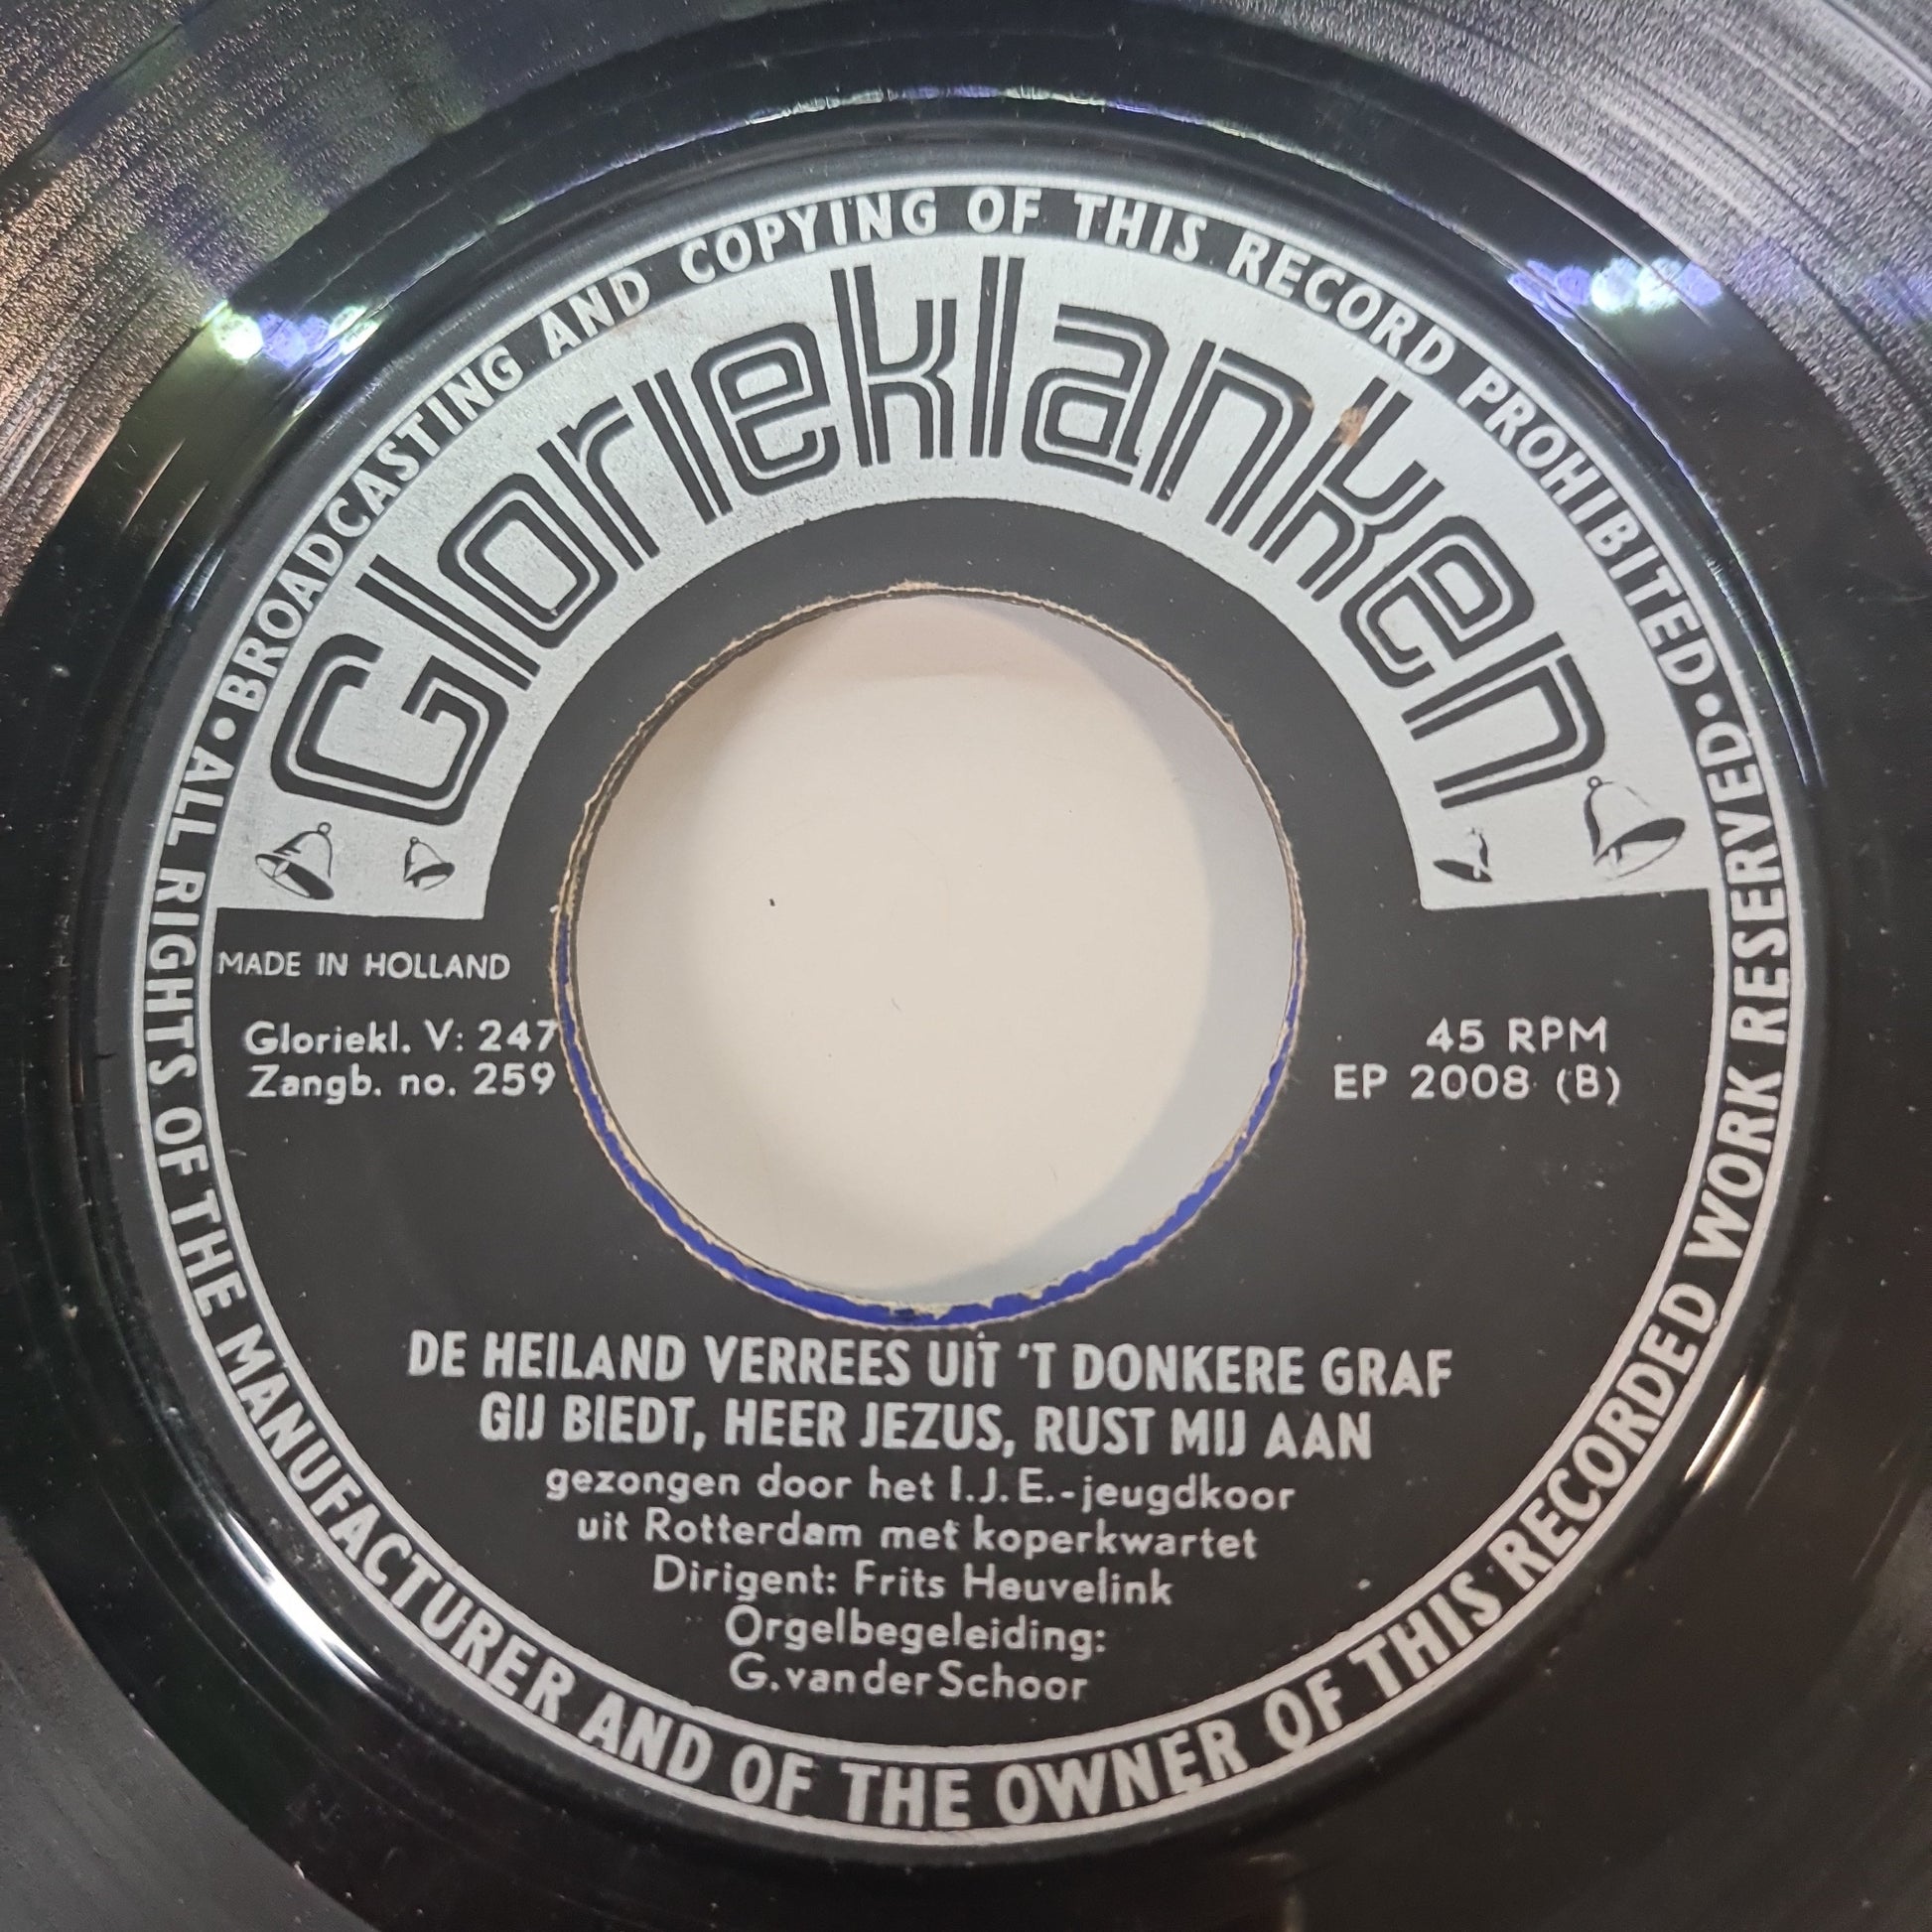 BROADCASTING AND COPYING OF THIS RECORD PROHIBITED •
Glorieklanken
MADE IN HOLLAND
Gloriekl. V: 247
Zangb. no. 259
45 RPM
EP 2008 (B)
DE HEILAND VERREES UIT 'T DONKERE GRAF
GIJ BIEDT, HEER JEZUS, RUST MIJ AAN
gezongen door het I.J.E.-jeugdkoor
uit Rotterdam met koperkwartet
Dirigent: Frits Heuvelink
Orgelbegeleiding:
G. van der Schoor
ALL RIGHTS OF THE MANUFACTURER AND OF THE OWNER OF THIS RECORDED WORK RESERVED •